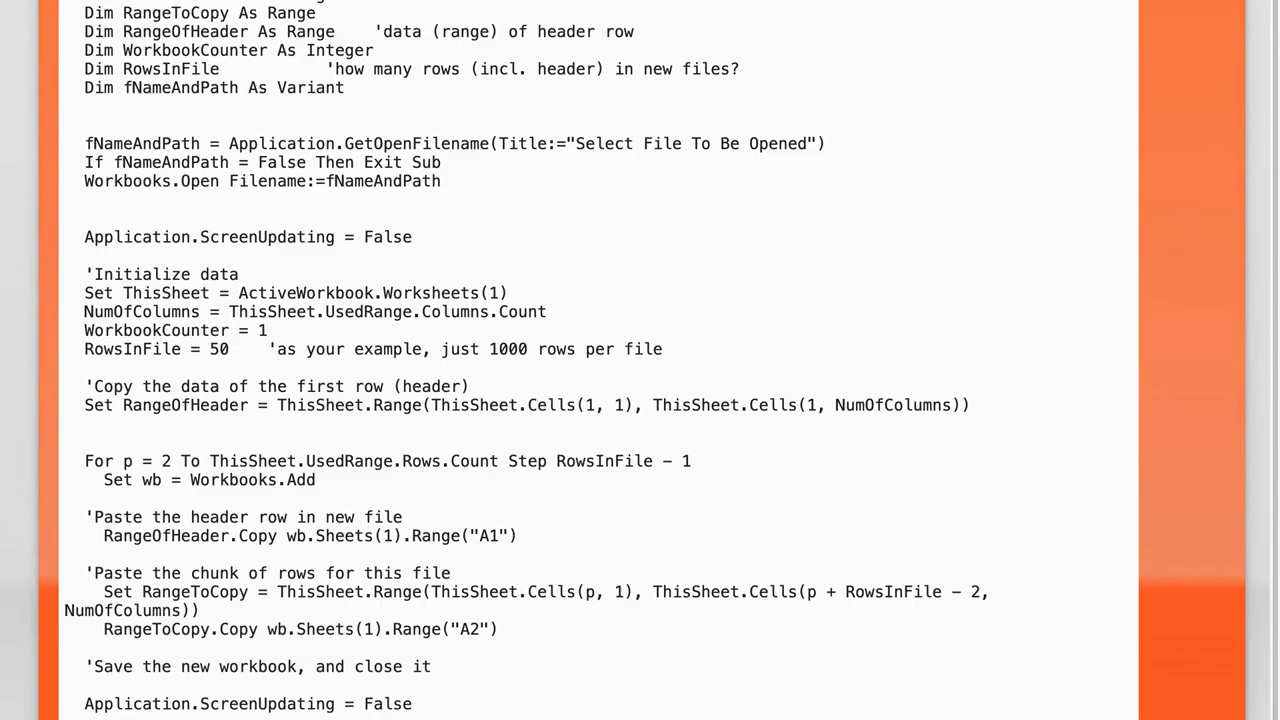 Dim RangeToCopy As Range
Dim RangeOfHeader As Range    'data (range) of header row
Dim WorkbookCounter As Integer
Dim RowsInFile           'how many rows (incl. header) in new files?
Dim fNameAndPath As Variant
fNameAndPath = Application.GetOpenFilename(Title:="Select File To Be Opened")
If fNameAndPath = False Then Exit Sub
Workbooks.Open Filename:=fNameAndPath
Application.ScreenUpdating = False
'Initialize data
Set ThisSheet = ActiveWorkbook.Worksheets(1)
NumOfColumns = ThisSheet.UsedRange.Columns.Count
WorkbookCounter = 1
RowsInFile = 50    'as your example, just 1000 rows per file
'Copy the data of the first row (header)
Set RangeOfHeader = ThisSheet.Range(ThisSheet.Cells(1, 1), ThisSheet.Cells(1, NumOfColumns))
For p = 2 To ThisSheet.UsedRange.Rows.Count Step RowsInFile - 1
  Set wb = Workbooks.Add
'Paste the header row in new file
  RangeOfHeader.Copy wb.Sheets(1).Range("A1")
'Paste the chunk of rows for this file
  Set RangeToCopy = ThisSheet.Range(ThisSheet.Cells(p, 1), ThisSheet.Cells(p + RowsInFile - 2,
NumOfColumns))
  RangeToCopy.Copy wb.Sheets(1).Range("A2")
'Save the new workbook, and close it
Application.ScreenUpdating = False